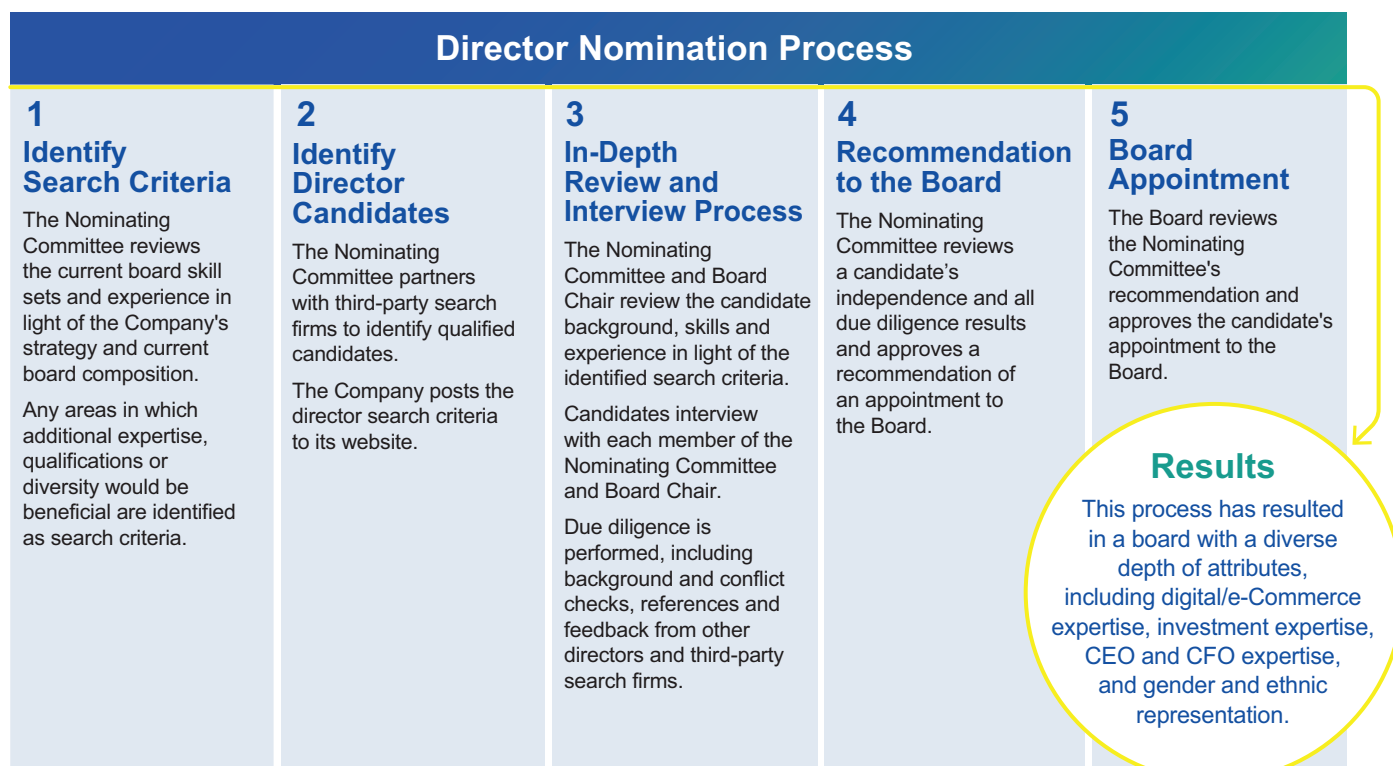 Director Nomination Process
1
Identify
Search Criteria
The Nominating
Committee reviews
the current board skill
sets and experience in
light of the Company's
strategy and current
board composition.
Any areas in which
additional expertise,
qualifications or
diversity would be
beneficial are identified
as search criteria.
2
Identify
Director
Candidates
The Nominating
Committee partners
with third-party search
firms to identify qualified
candidates.
The Company posts the
director search criteria
to its website.
3
In-Depth
Review and
Interview Process
The Nominating
Committee and Board
Chair review the candidate
background, skills and
experience in light of the
identified search criteria.
Candidates interview
with each member of the
Nominating Committee
and Board Chair.
Due diligence is
performed, including
background and conflict
checks, references and
feedback from other
directors and third-party
search firms.
4
Recommendation
to the Board
The Nominating
Committee reviews
a candidate’s
independence and all
due diligence results
and approves a
recommendation of
an appointment to
the Board.
5
Board
Appointment
The Board reviews
the Nominating
Committee's
recommendation and
approves the candidate's
appointment to the
Board.
Results
This process has resulted
in a board with a diverse
depth of attributes,
including digital/e-Commerce
expertise, investment expertise,
CEO and CFO expertise,
and gender and ethnic
representation.